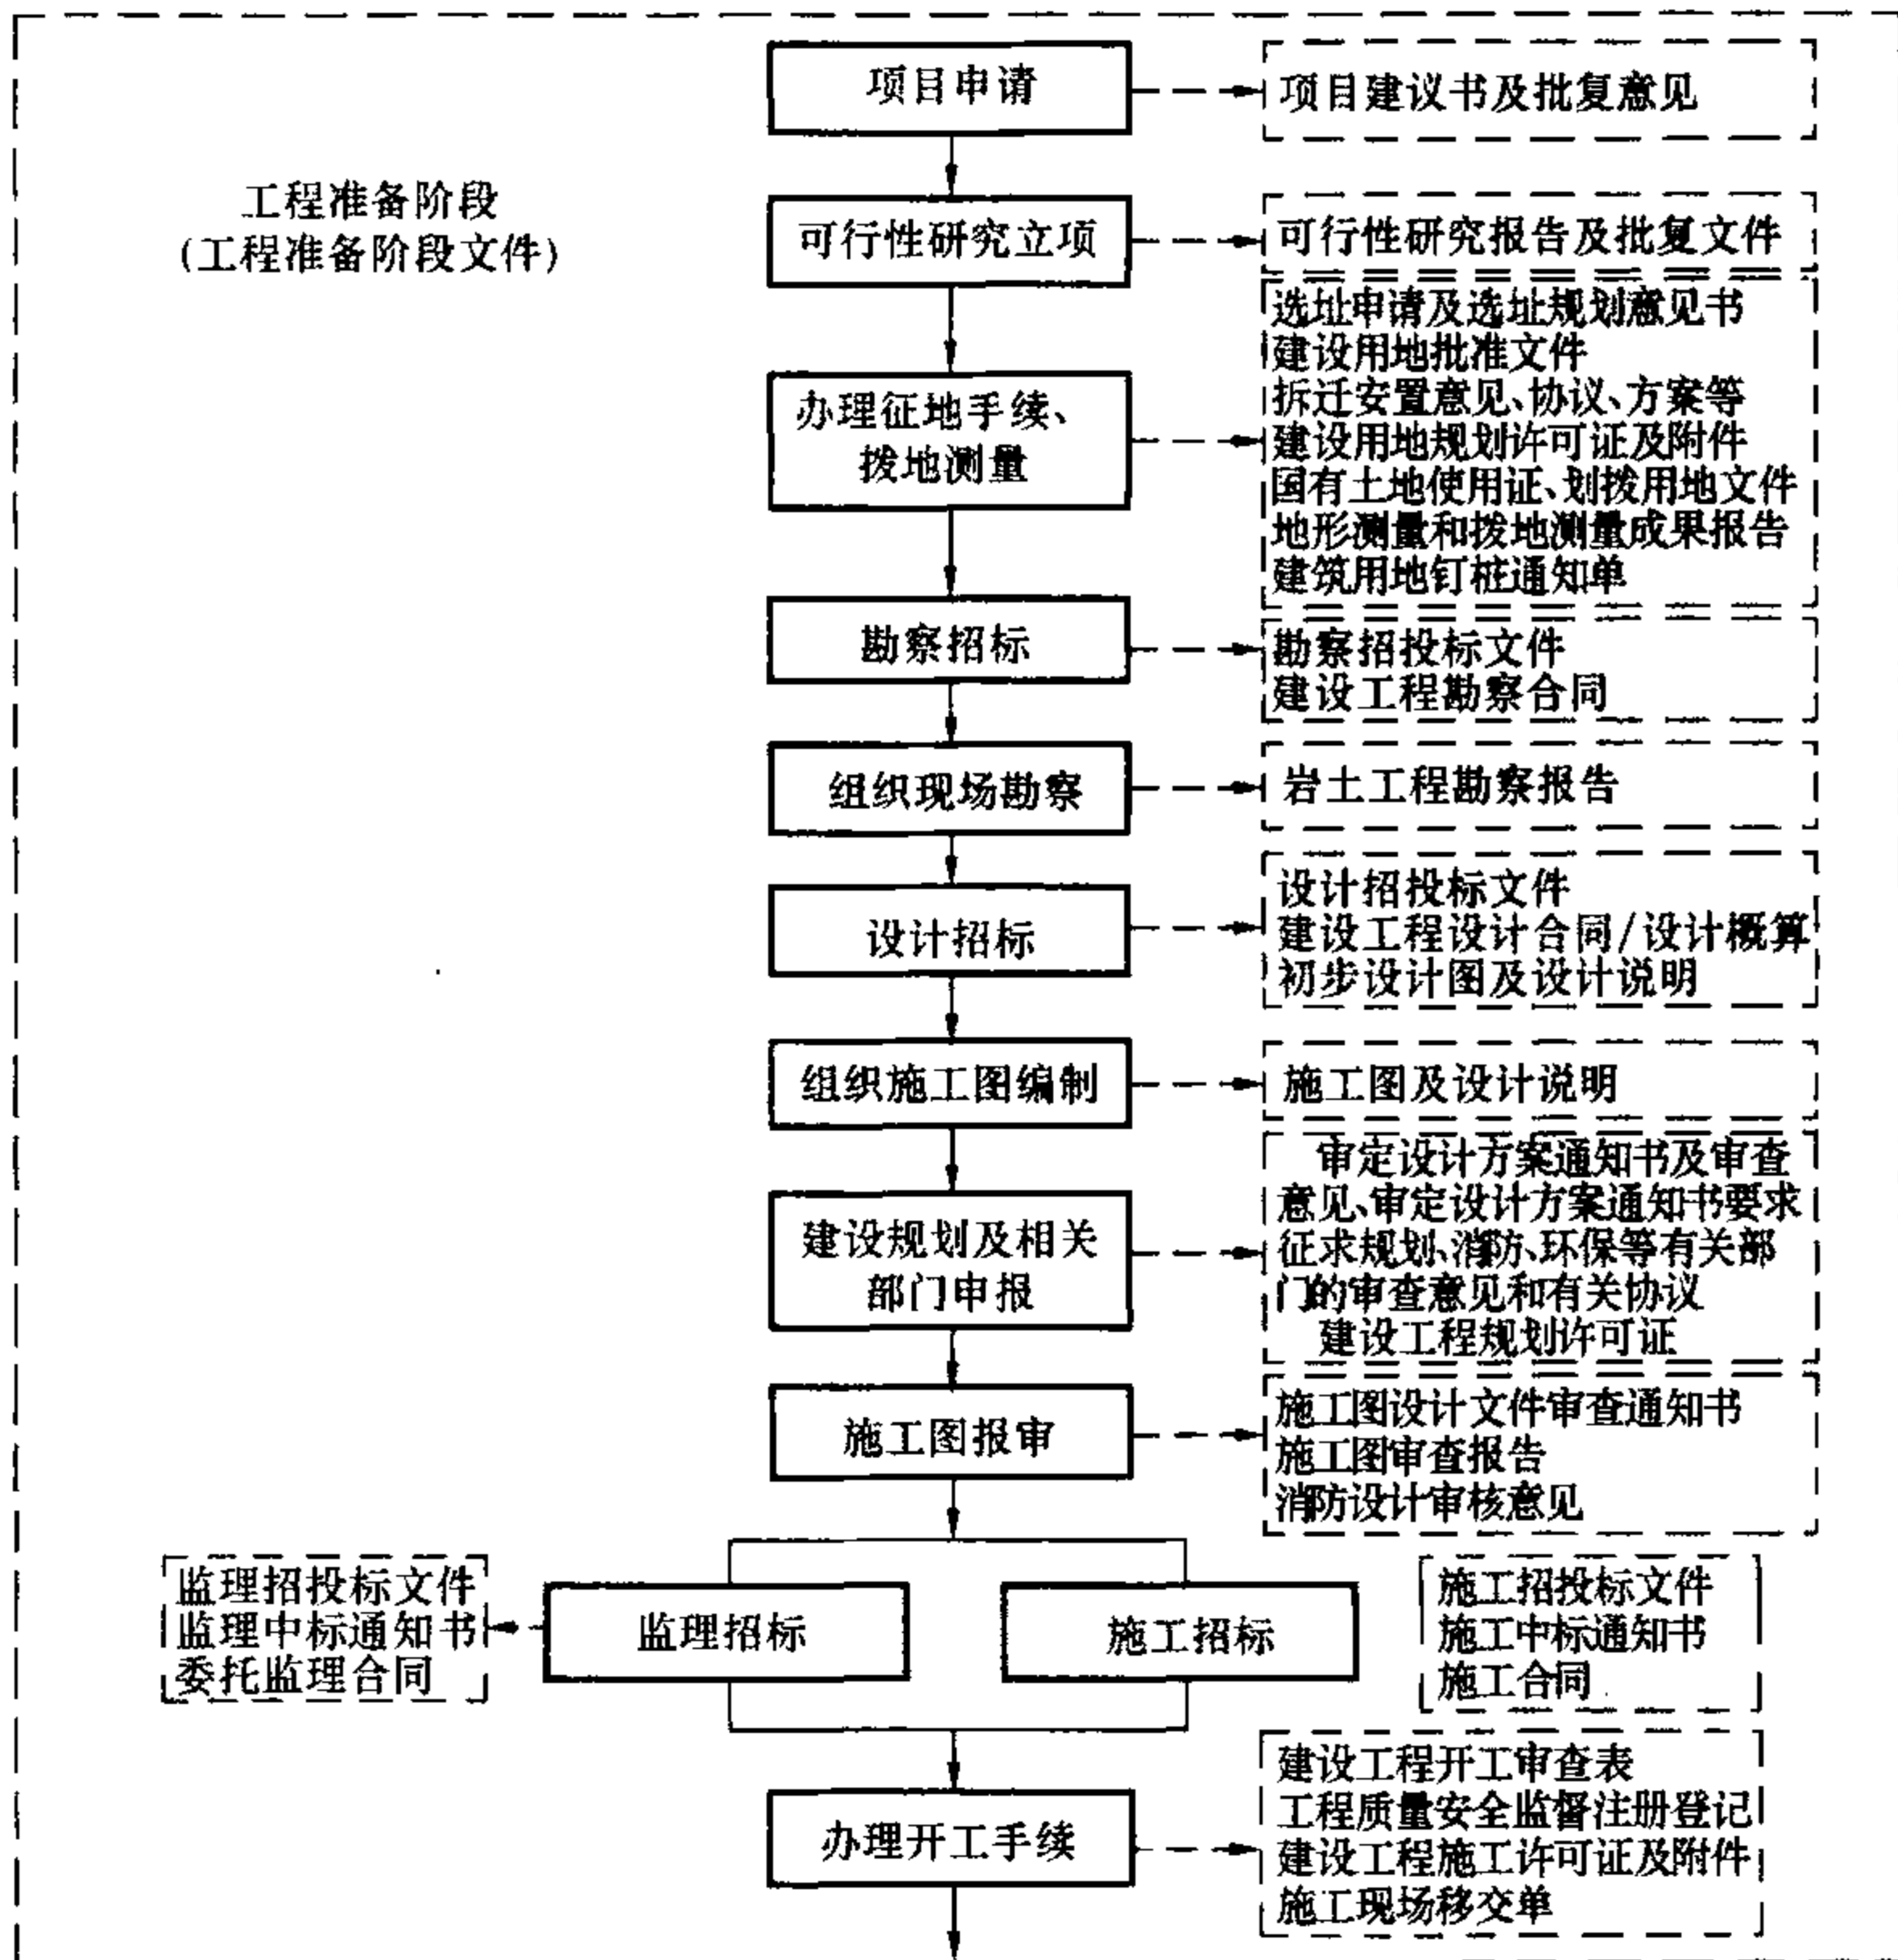 项目申请
项目建议书及批复意见
工程准备阶段
(工程准备阶段文件)
可行性研究立项
可行性研究报告及批复文件
办理征地手续、
拨地测量
选址申请及选址规划意见书
建设用地批准文件
拆迁安置意见、协议、方案等
建设用地规划许可证及附件
国有土地使用证、划拨用地文件
地形测量和拨地测量成果报告
建筑用地钉桩通知单
勘察招标
勘察招投标文件
建设工程勘察合同
组织现场勘察
岩土工程勘察报告
设计招标
设计招投标文件
建设工程设计合同/设计概算
初步设计图及设计说明
组织施工图编制
施工图及设计说明
建设规划及相关
部门申报
审定设计方案通知书及审查
意见、审定设计方案通知书要求
征求规划、消防、环保等有关部
门的审查意见和有关协议
建设工程规划许可证
施工图报审
施工图设计文件审查通知书
施工图审查报告
消防设计审核意见
监理招投标文件
监理中标通知书
委托监理合同
监理招标
施工招标
施工招投标文件
施工中标通知书
施工合同
办理开工手续
建设工程开工审查表
工程质量安全监督注册登记
建设工程施工许可证及附件
施工现场移交单